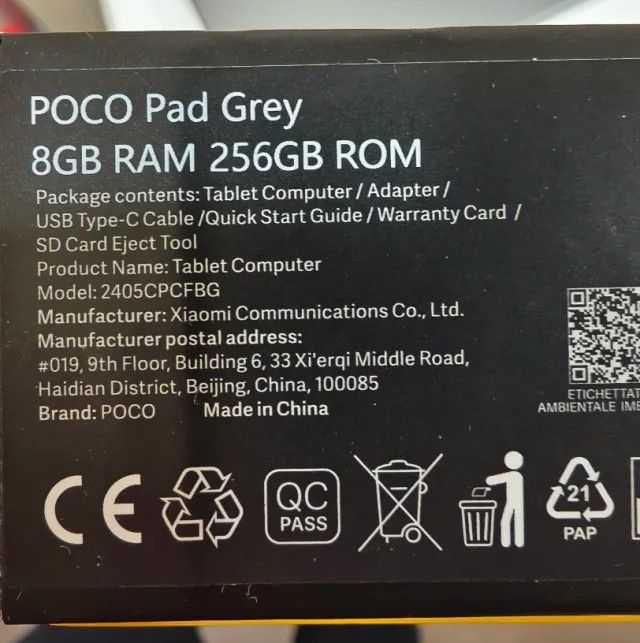 POCO Pad Grey
8GB RAM 256GB ROM
Package contents: Tablet Computer / Adapter /
USB Type-C Cable /Quick Start Guide / Warranty Card /
SD Card Eject Tool
Product Name: Tablet Computer
Model: 2405CPCFBG
Manufacturer: Xiaomi Communications Co., Ltd.
Manufacturer postal address:
#019, 9th Floor, Building 6, 33 Xi'erqi Middle Road,
Haidian District, Beijing, China, 100085
Brand: POCO Made in China
ETICHETTAT
AMBIENTALE IMB
CE
QC
PASS
21
PAP